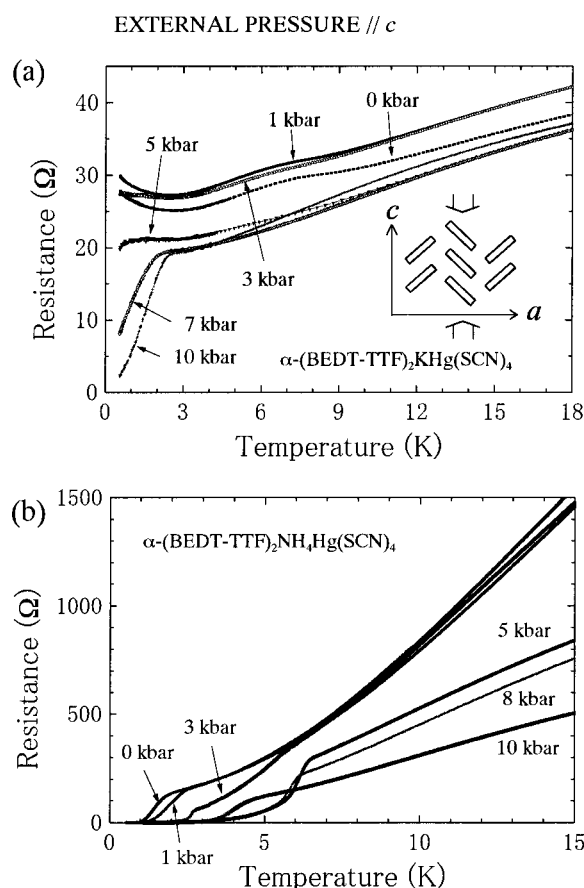 EXTERNAL PRESSURE // c
(a)
40
30
20
10
0
Resistance (Ω)
0 kbar
1 kbar
5 kbar
3 kbar
7 kbar
10 kbar
c
a
α-(BEDT-TTF)₂KHg(SCN)₄
0 3 6 9 12 15 18
Temperature (K)
(b)
1500
1000
500
0
Resistance (Ω)
α-(BEDT-TTF)₂NH₄Hg(SCN)₄
5 kbar
8 kbar
10 kbar
3 kbar
0 kbar
1 kbar
0 5 10 15
Temperature (K)